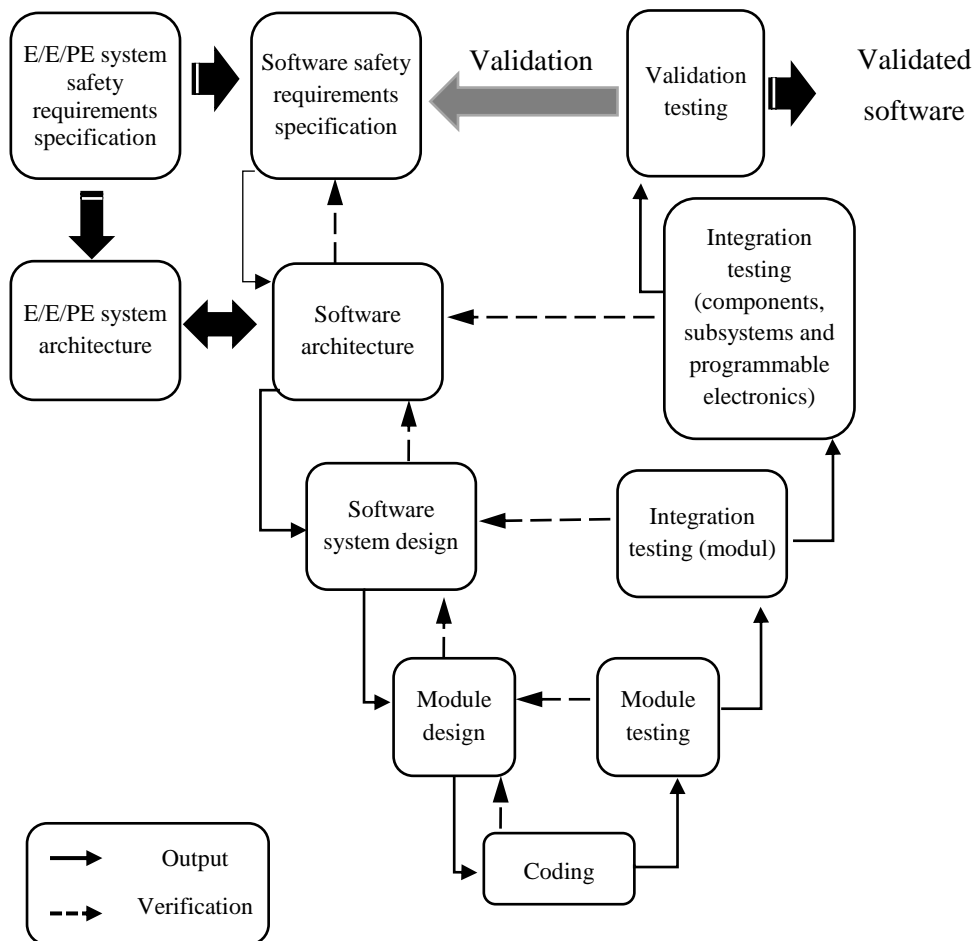 E/E/PE system
safety
requirements
specification
Software safety
requirements
specification
Validation
Validation
testing
Validated
software
E/E/PE system
architecture
Software
architecture
Integration
testing
(components,
subsystems and
programmable
electronics)
Software
system design
Integration
testing (modul)
Module
design
Module
testing
Coding
Output
Verification